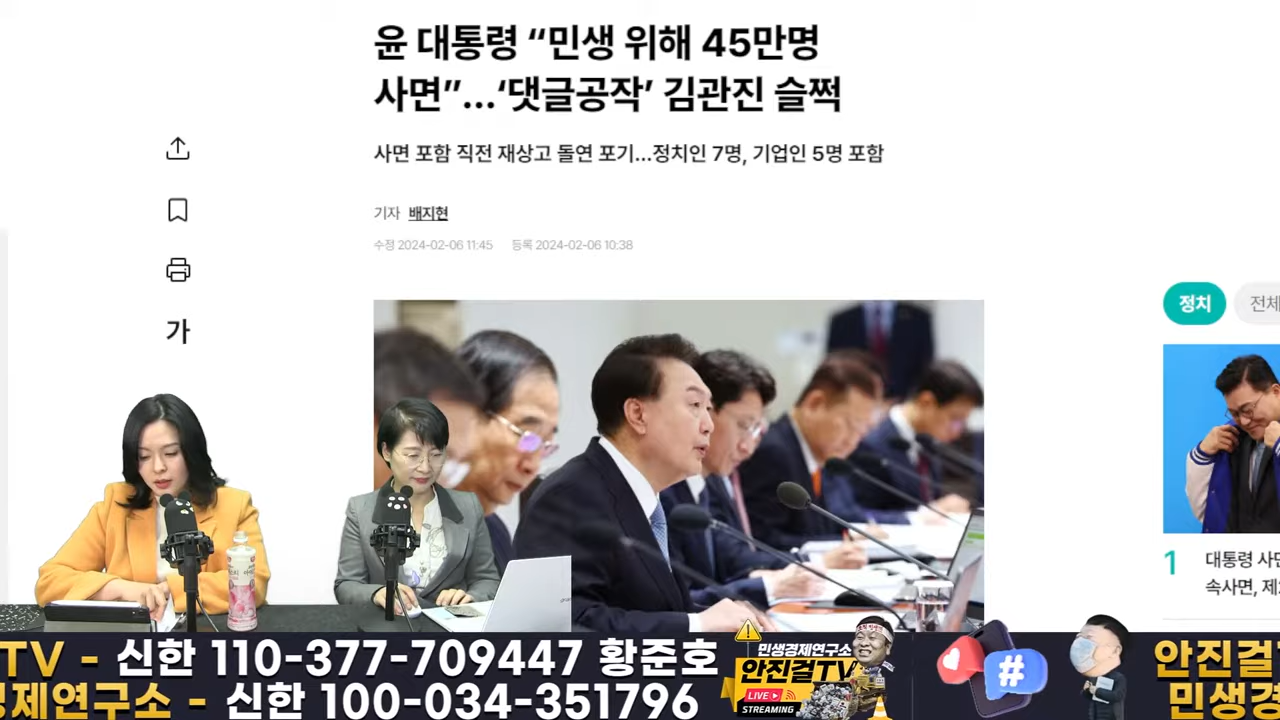 윤 대통령 “민생 위해 45만명
사면”…‘댓글공작’ 김관진 슬쩍
사면 포함 직전 재상고 돌연 포기…정치인 7명, 기업인 5명 포함
기자 배지현
수정 2024-02-06 11:45 등록 2024-02-06 10:38
가
정치 전체
1 대통령 사면
속사면, 제
TV - 신한 110-377-709447 황준호
경제연구소 - 신한 100-034-351796
민생경제연구소
안진걸TV
LIVE
STREAMING
#
안진걸T
민생경